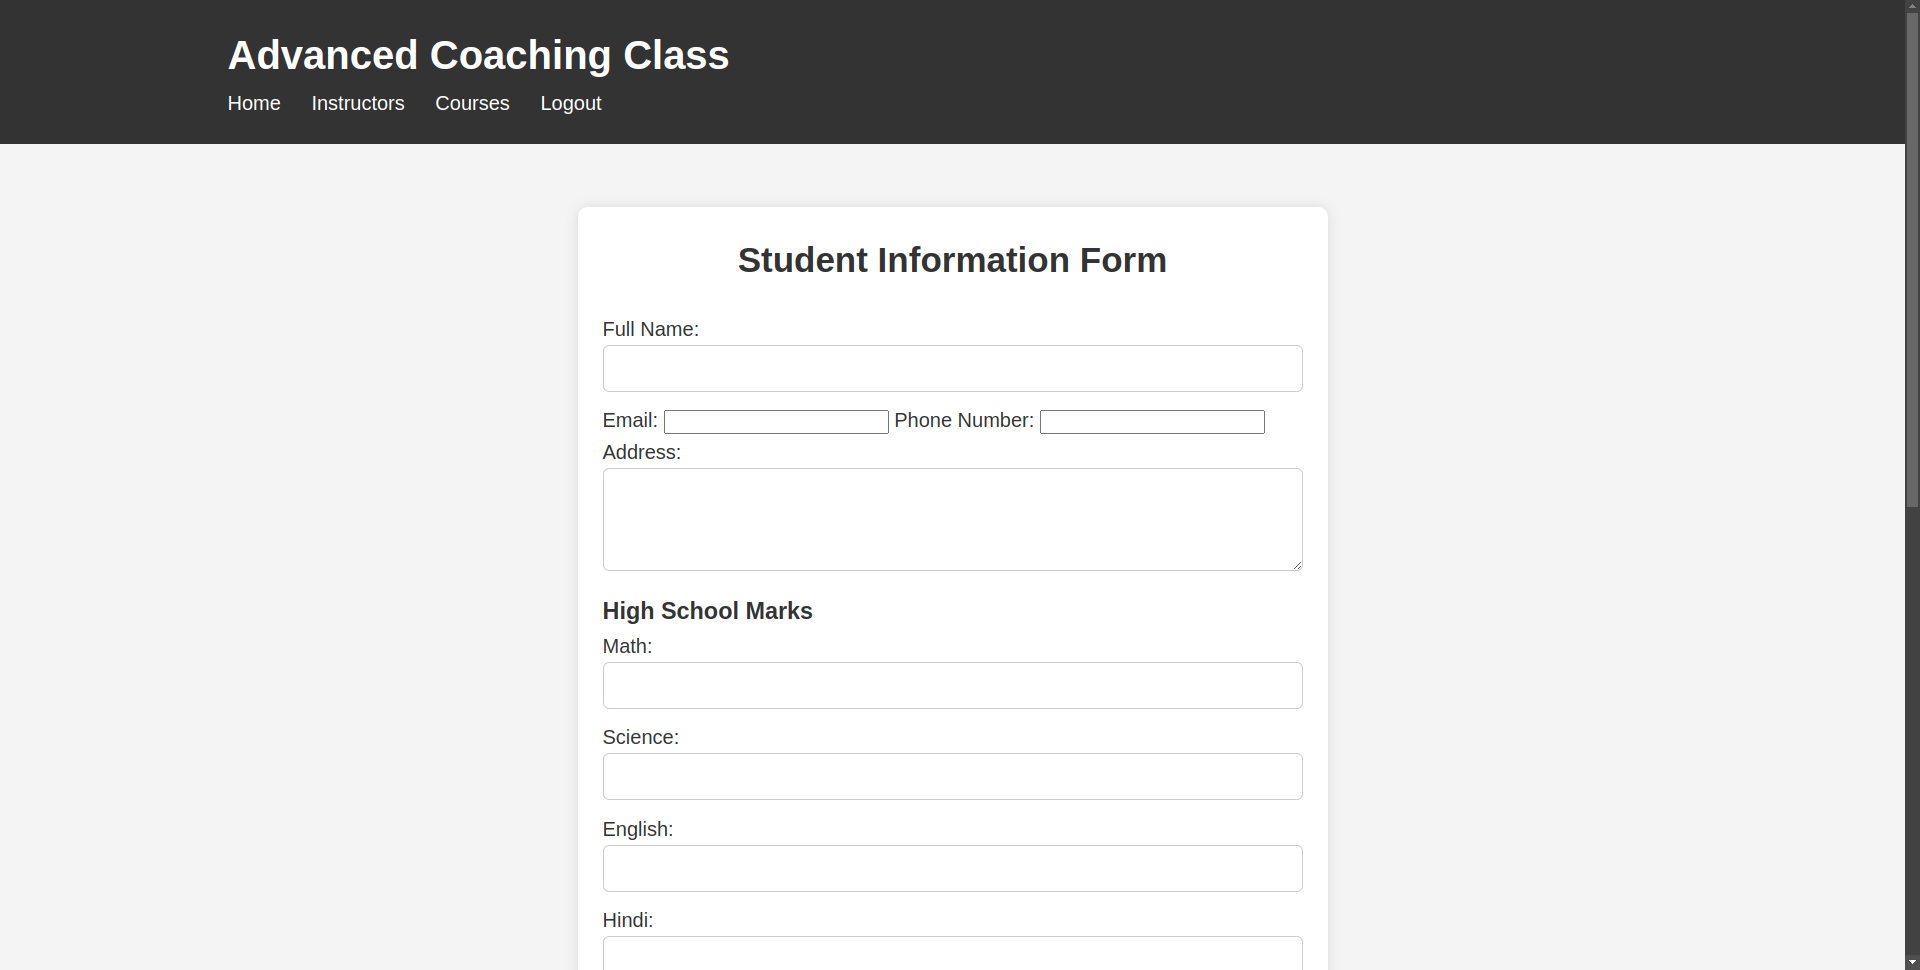 Advanced Coaching Class
Home Instructors Courses Logout
Student Information Form
Full Name:
Email: Phone Number:
Address:
High School Marks
Math:
Science:
English:
Hindi: